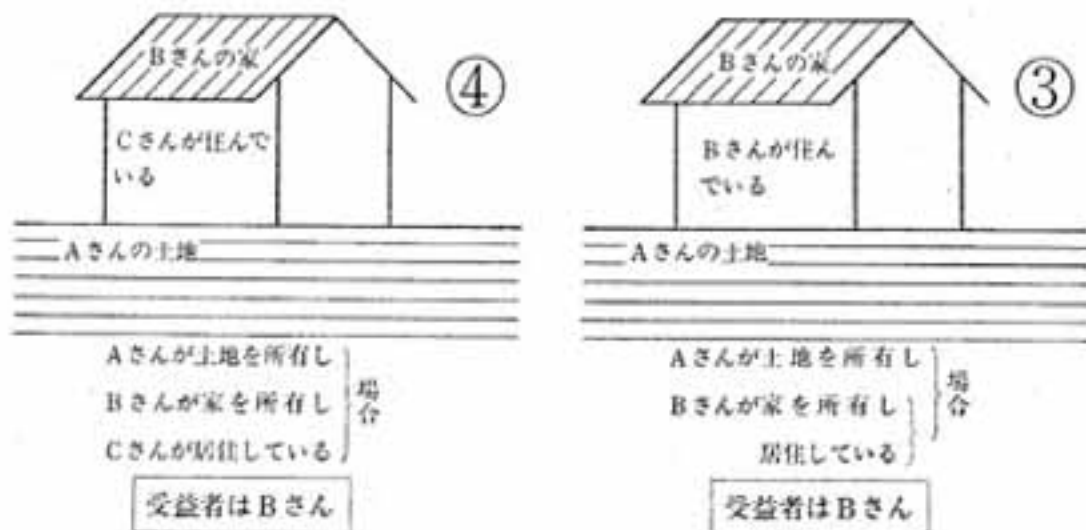 ③
Bさんの家
Bさんが住ん
でいる
Aさんの土地
Aさんが土地を所有し
Bさんが家を所有し
居住している
場合
受益者はBさん
④
Bさんの家
Cさんが住んで
いる
Aさんの土地
Aさんが土地を所有し
Bさんが家を所有し
Cさんが居住している
場合
受益者はBさん